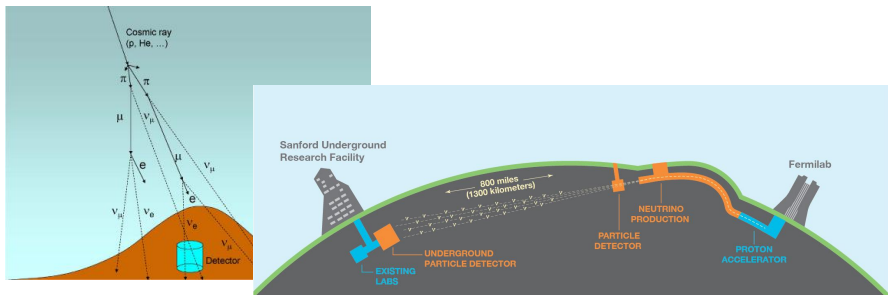 Cosmic ray
(p, He, ...)
π
π
μ
ν_μ
ν_μ
e
μ
e
ν_μ
ν_e
ν_e
ν_μ
Detector
Sanford Underground
Research Facility
800 miles
(1300 kilometers)
Fermilab
ν ν ν ν ν ν ν ν
NEUTRINO
PRODUCTION
PARTICLE
DETECTOR
PROTON
ACCELERATOR
UNDERGROUND
PARTICLE DETECTOR
EXISTING
LABS